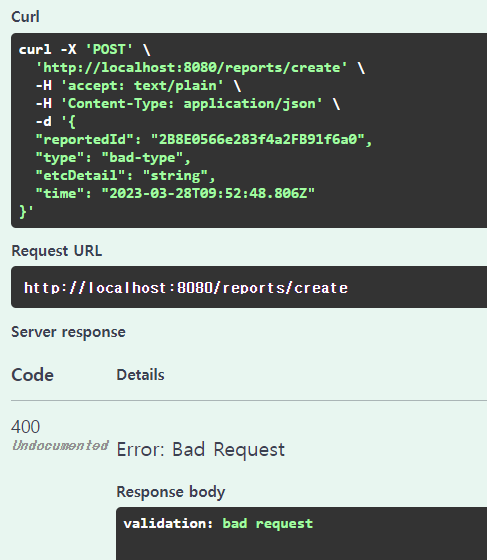 Curl
curl -X 'POST' \
'http://localhost:8080/reports/create' \
-H 'accept: text/plain' \
-H 'Content-Type: application/json' \
-d '{
"reportedId": "2B8E0566e283f4a2FB91f6a0",
"type": "bad-type",
"etcDetail": "string",
"time": "2023-03-28T09:52:48.806Z"
}'
Request URL
http://localhost:8080/reports/create
Server response
Code Details
400
Undocumented
Error: Bad Request
Response body
validation: bad request